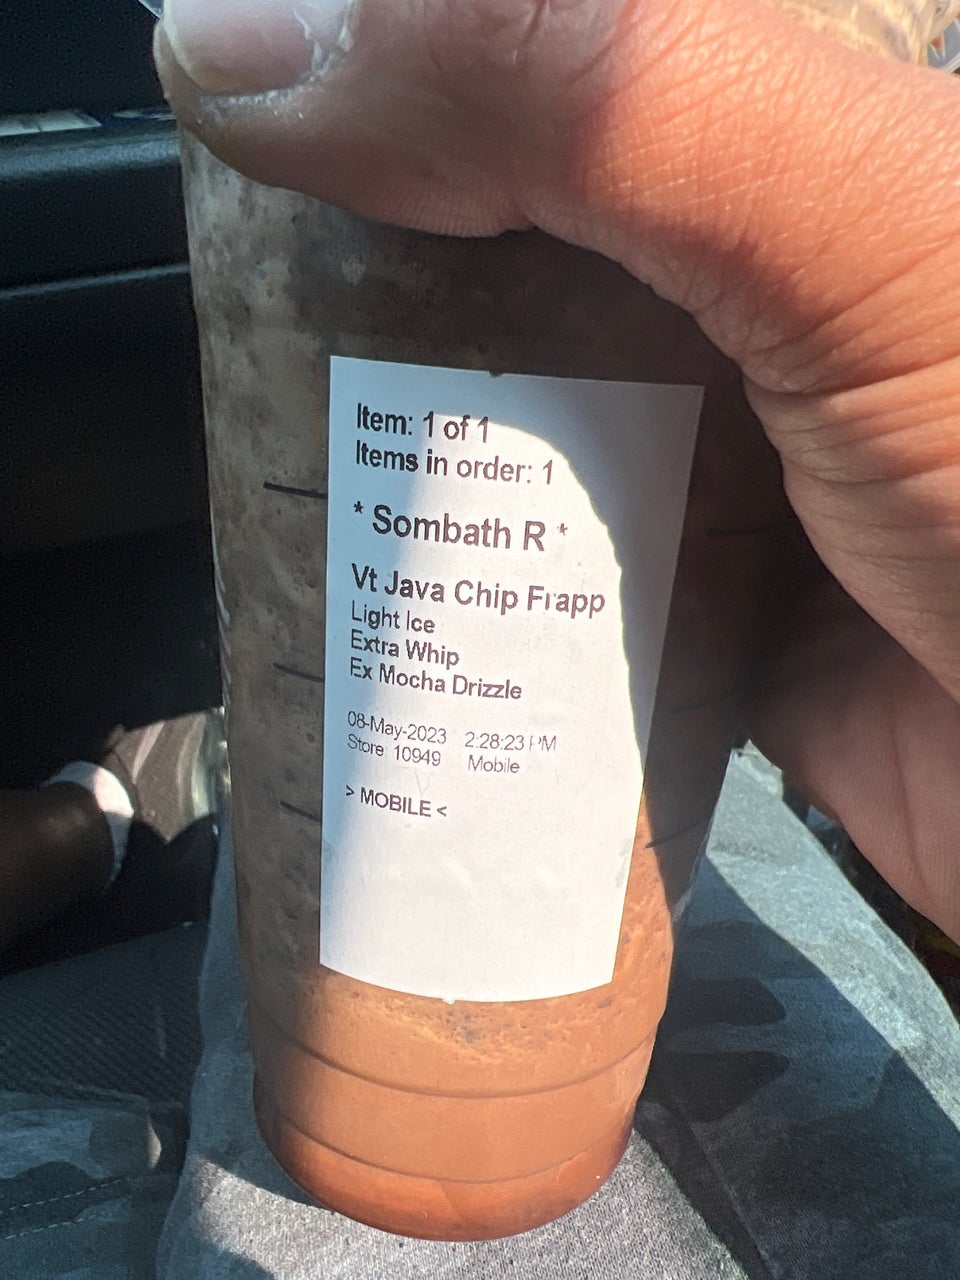 Item: 1 of 1
Items in order: 1
* Sombath R *
Vt Java Chip Frapp
Light Ice
Extra Whip
Ex Mocha Drizzle
08-May-2023 2:28:23 PM
Store: 10949 Mobile
> MOBILE <